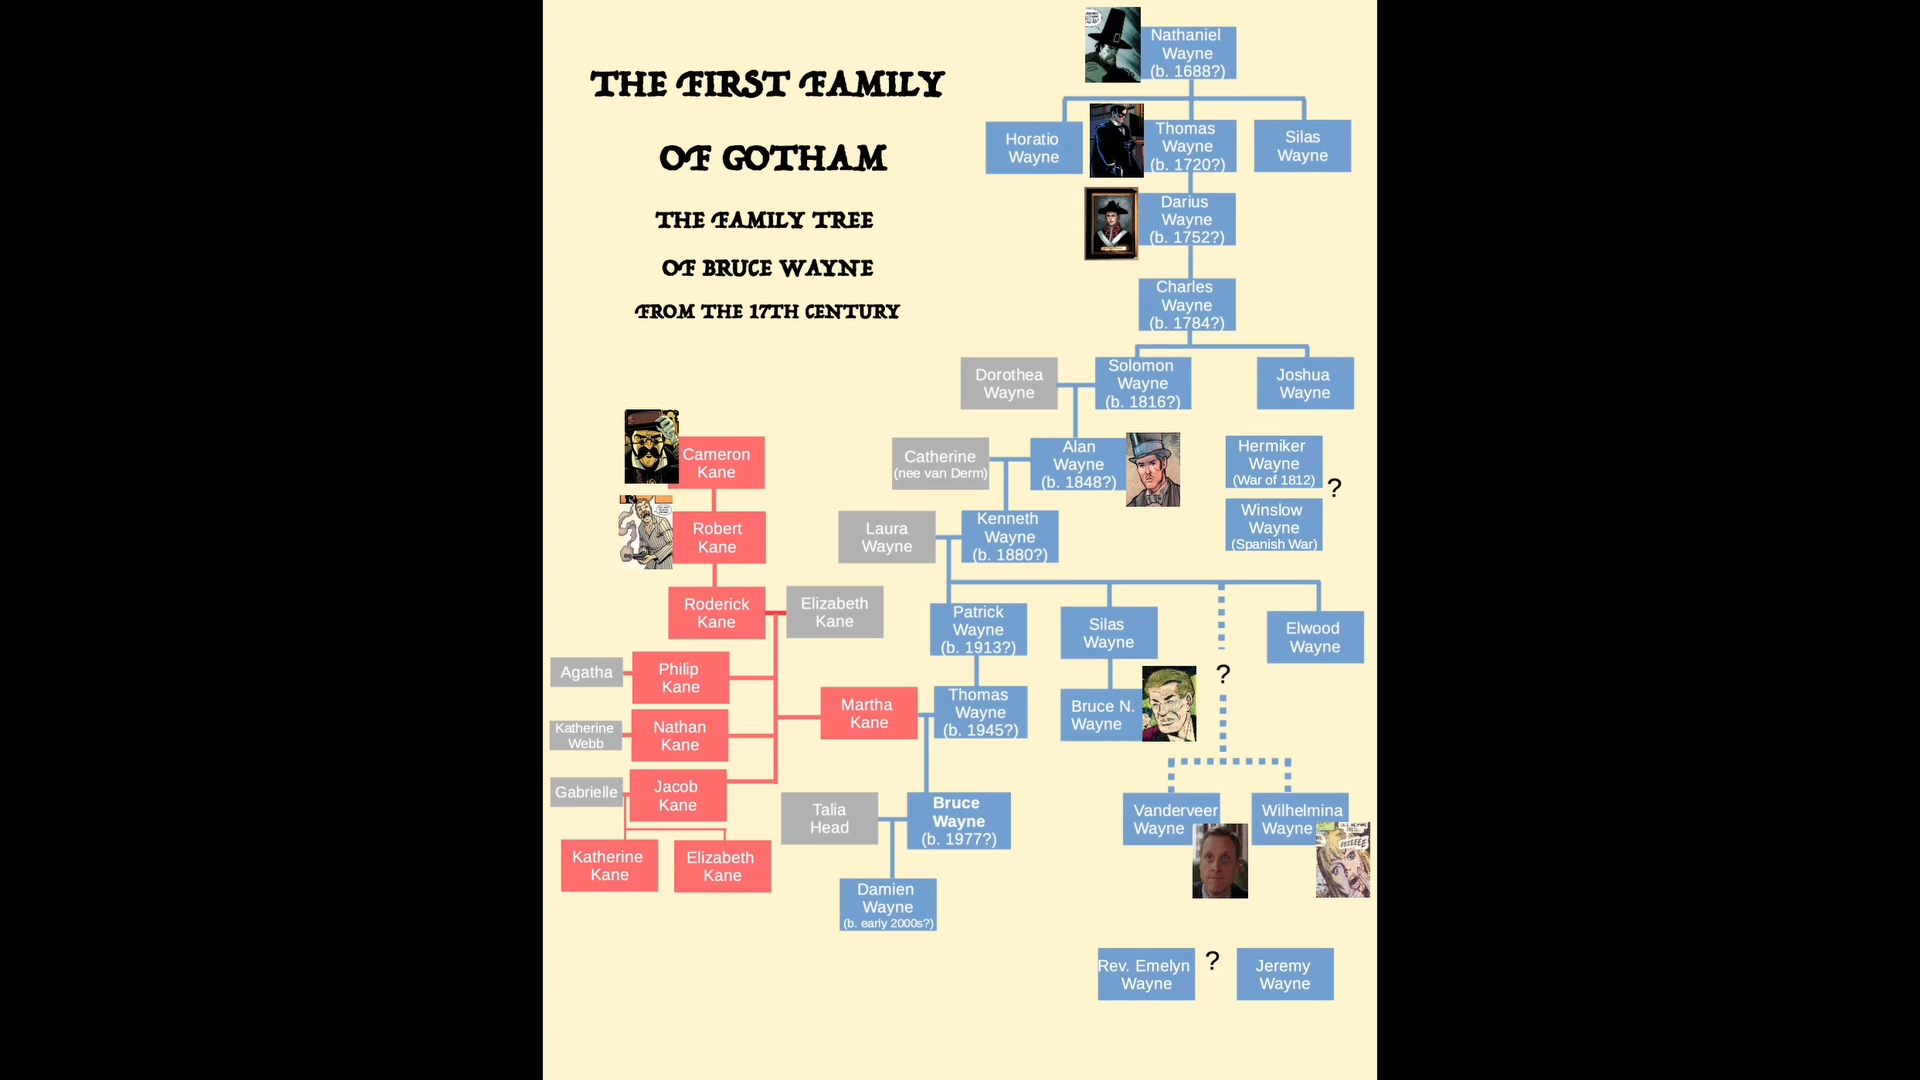 THE FIRST FAMILY
OF GOTHAM
THE FAMILY TREE
OF BRUCE WAYNE
FROM THE 17TH CENTURY
Nathaniel
Wayne
(b. 1688?)
Horatio
Wayne
Thomas
Wayne
(b. 1720?)
Silas
Wayne
Darius
Wayne
(b. 1752?)
Charles
Wayne
(b. 1784?)
Dorothea
Wayne
Solomon
Wayne
(b. 1816?)
Joshua
Wayne
Cameron
Kane
Catherine
(nee van Derm)
Alan
Wayne
(b. 1848?)
Hermiker
Wayne
(War of 1812)
?
Winslow
Wayne
(Spanish War)
Robert
Kane
Laura
Wayne
Kenneth
Wayne
(b. 1880?)
Roderick
Kane
Elizabeth
Kane
Patrick
Wayne
(b. 1913?)
Silas
Wayne
Elwood
Wayne
?
Agatha
Philip
Kane
Katherine
Webb
Nathan
Kane
Martha
Kane
Thomas
Wayne
(b. 1945?)
Bruce N.
Wayne
Gabrielle
Jacob
Kane
Talia
Head
Bruce
Wayne
(b. 1977?)
Vanderveer
Wayne
Wilhelmina
Wayne
Katherine
Kane
Elizabeth
Kane
Damien
Wayne
(b. early 2000s?)
Rev. Emelyn
Wayne
?
Jeremy
Wayne